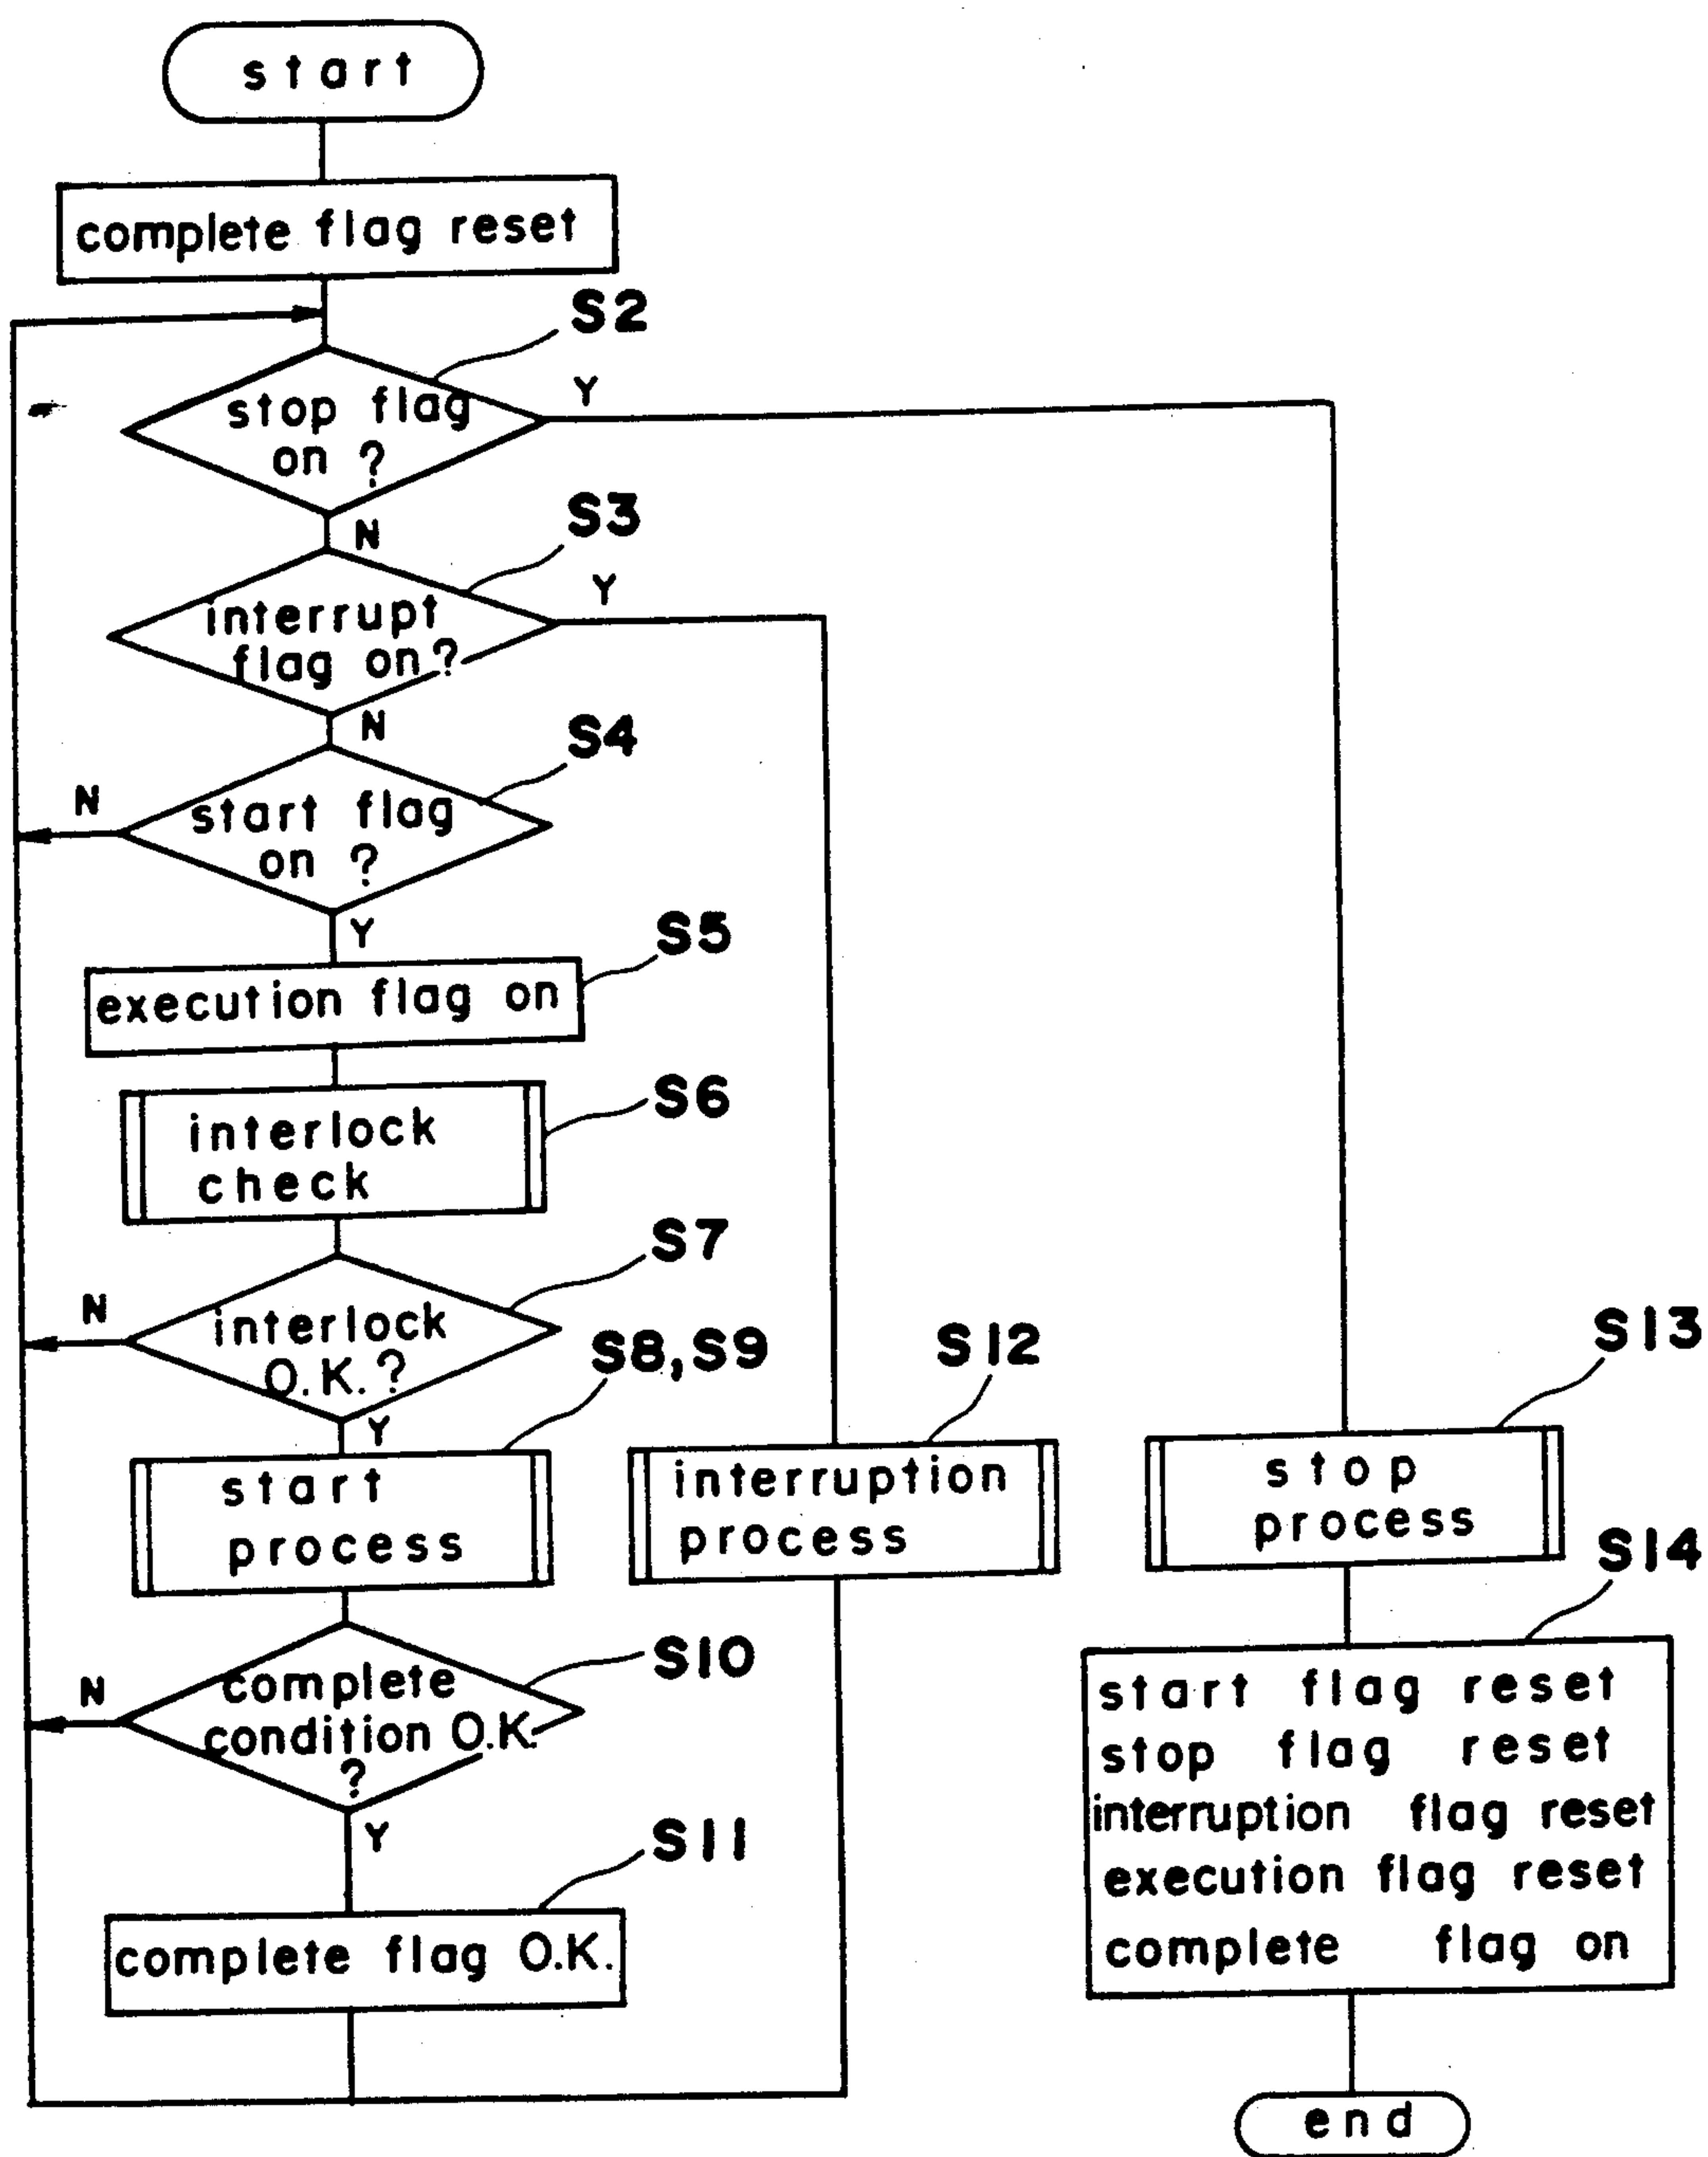 start
complete flag reset
S2
stop flag
on ?
Y
N
S3
interrupt
flag on?
Y
N
S4
start flag
on ?
N
Y
S5
execution flag on
S6
interlock
check
S7
interlock
O.K.?
N
Y
S8,S9
start
process
S12
interruption
process
S13
stop
process
S10
complete
condition O.K.
?
N
Y
S11
complete flag O.K.
S14
start flag reset
stop flag reset
interruption flag reset
execution flag reset
complete flag on
end